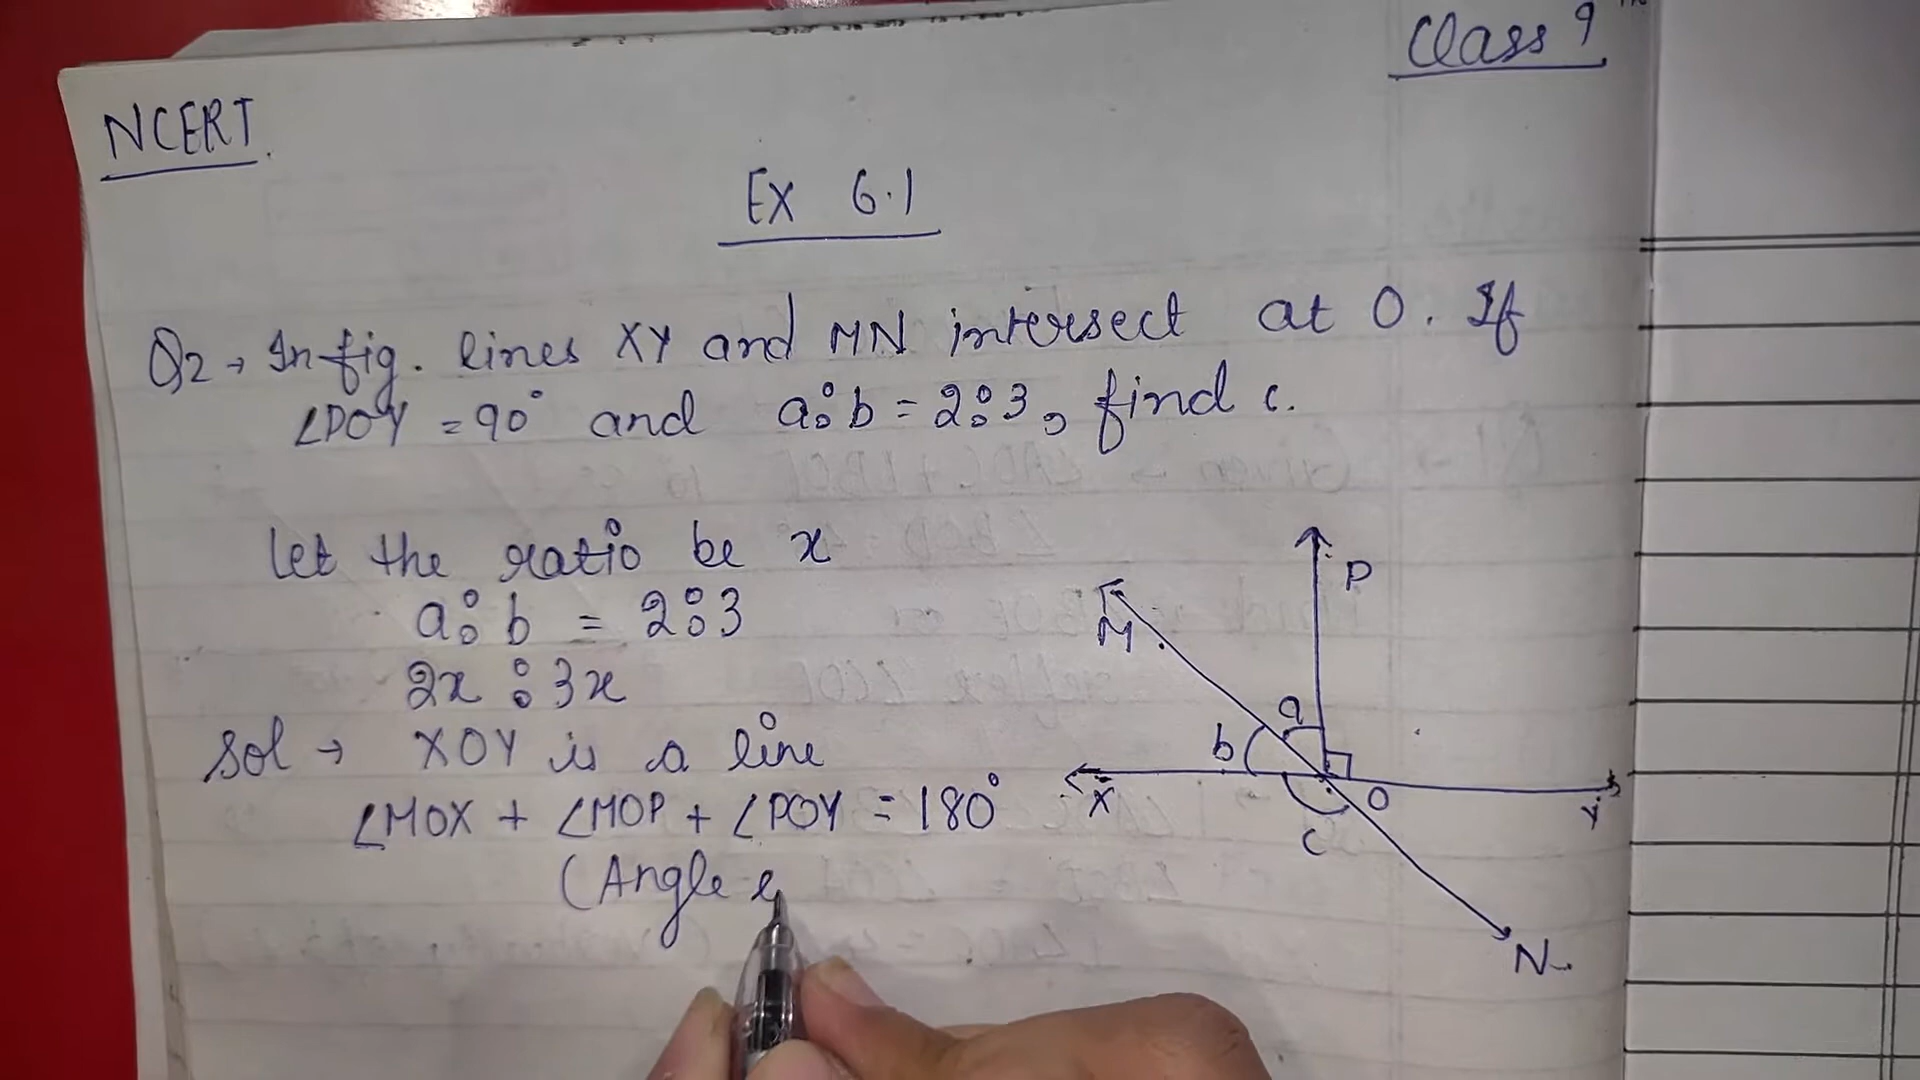 Class 9
NCERT.
Ex 6.1
Q2 → In fig. lines XY and MN intersect at O. If
∠POY = 90° and a:b = 2:3, find c.
Let the ratio be x
a:b = 2:3
2x : 3x
Sol → XOY is a line
∠MOX + ∠MOP + ∠POY = 180°
(Angle
P
M
a
b
X
O
Y
C
N